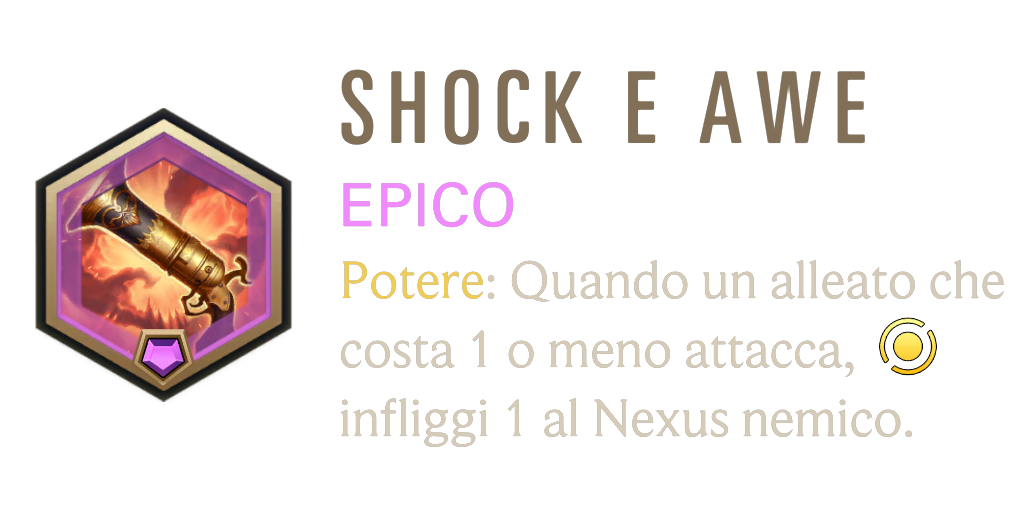 SHOCK E AWE
EPICO
Potere: Quando un alleato che
costa 1 o meno attacca,
infliggi 1 al Nexus nemico.